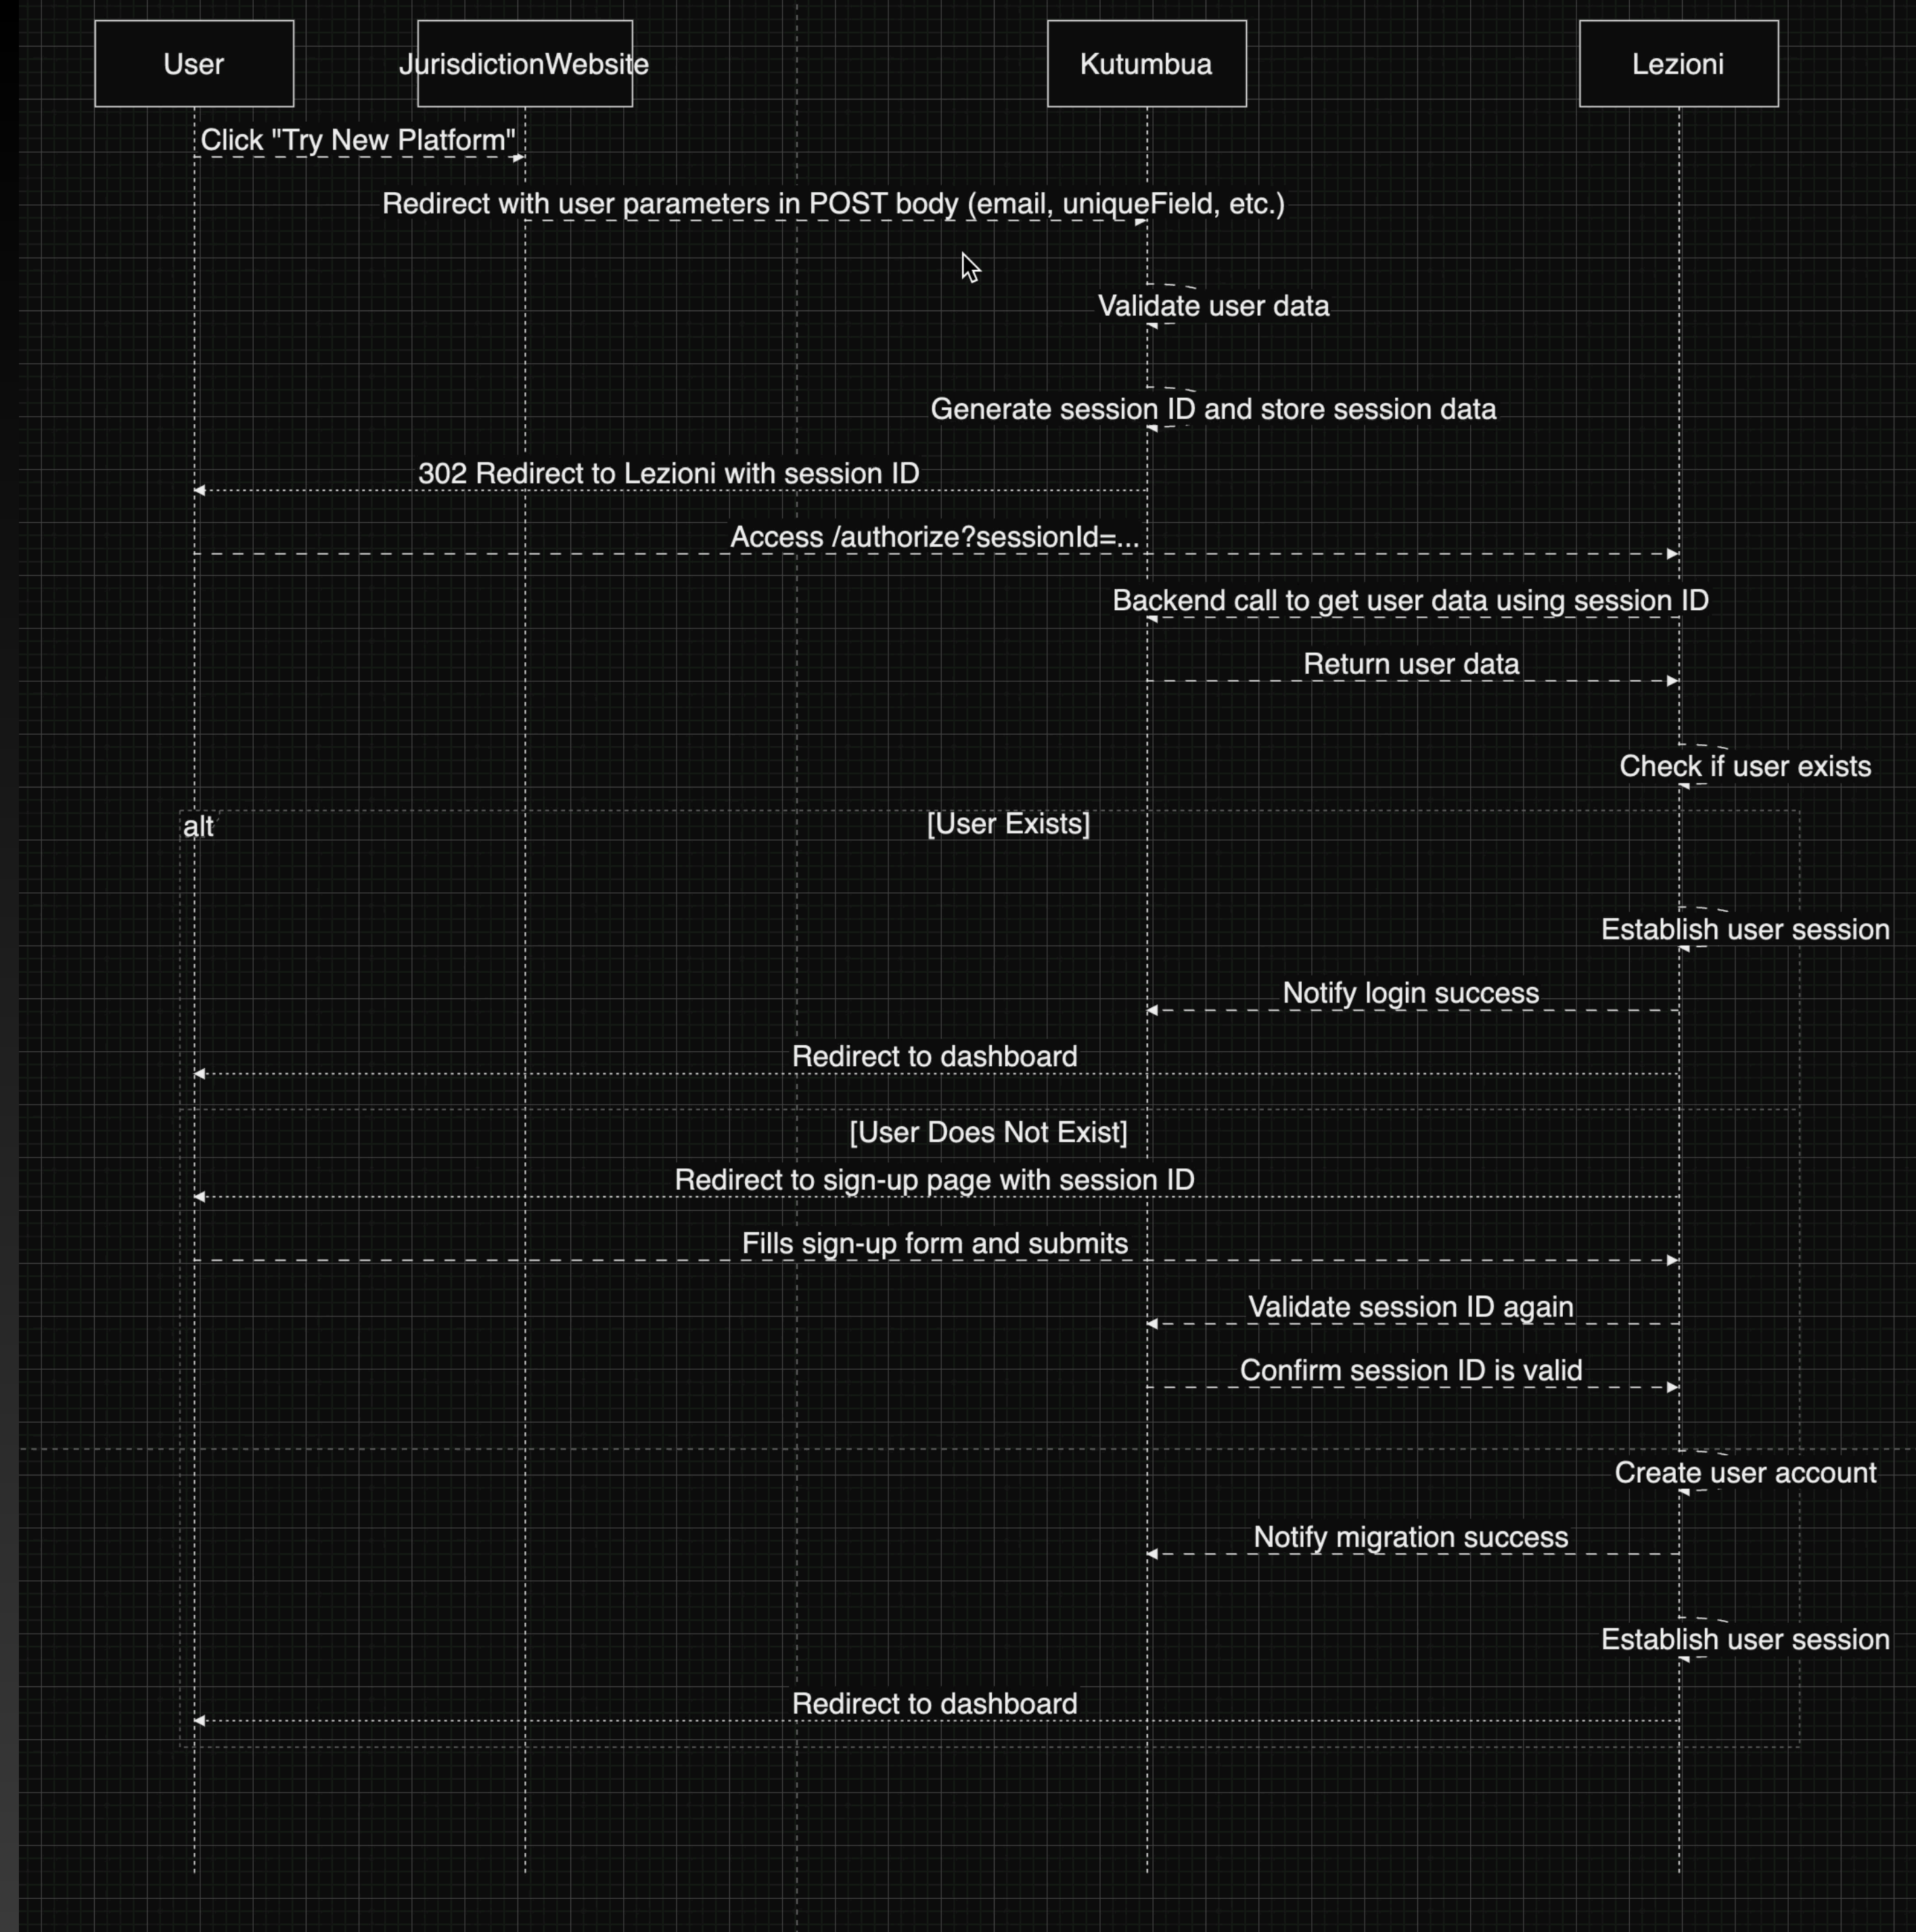 User
JurisdictionWebsite
Kutumbua
Lezioni
Click "Try New Platform"
Redirect with user parameters in POST body (email, uniqueField, etc.)
Validate user data
Generate session ID and store session data
302 Redirect to Lezioni with session ID
Access /authorize?sessionId=...
Backend call to get user data using session ID
Return user data
Check if user exists
alt
[User Exists]
Establish user session
Notify login success
Redirect to dashboard
[User Does Not Exist]
Redirect to sign-up page with session ID
Fills sign-up form and submits
Validate session ID again
Confirm session ID is valid
Create user account
Notify migration success
Establish user session
Redirect to dashboard